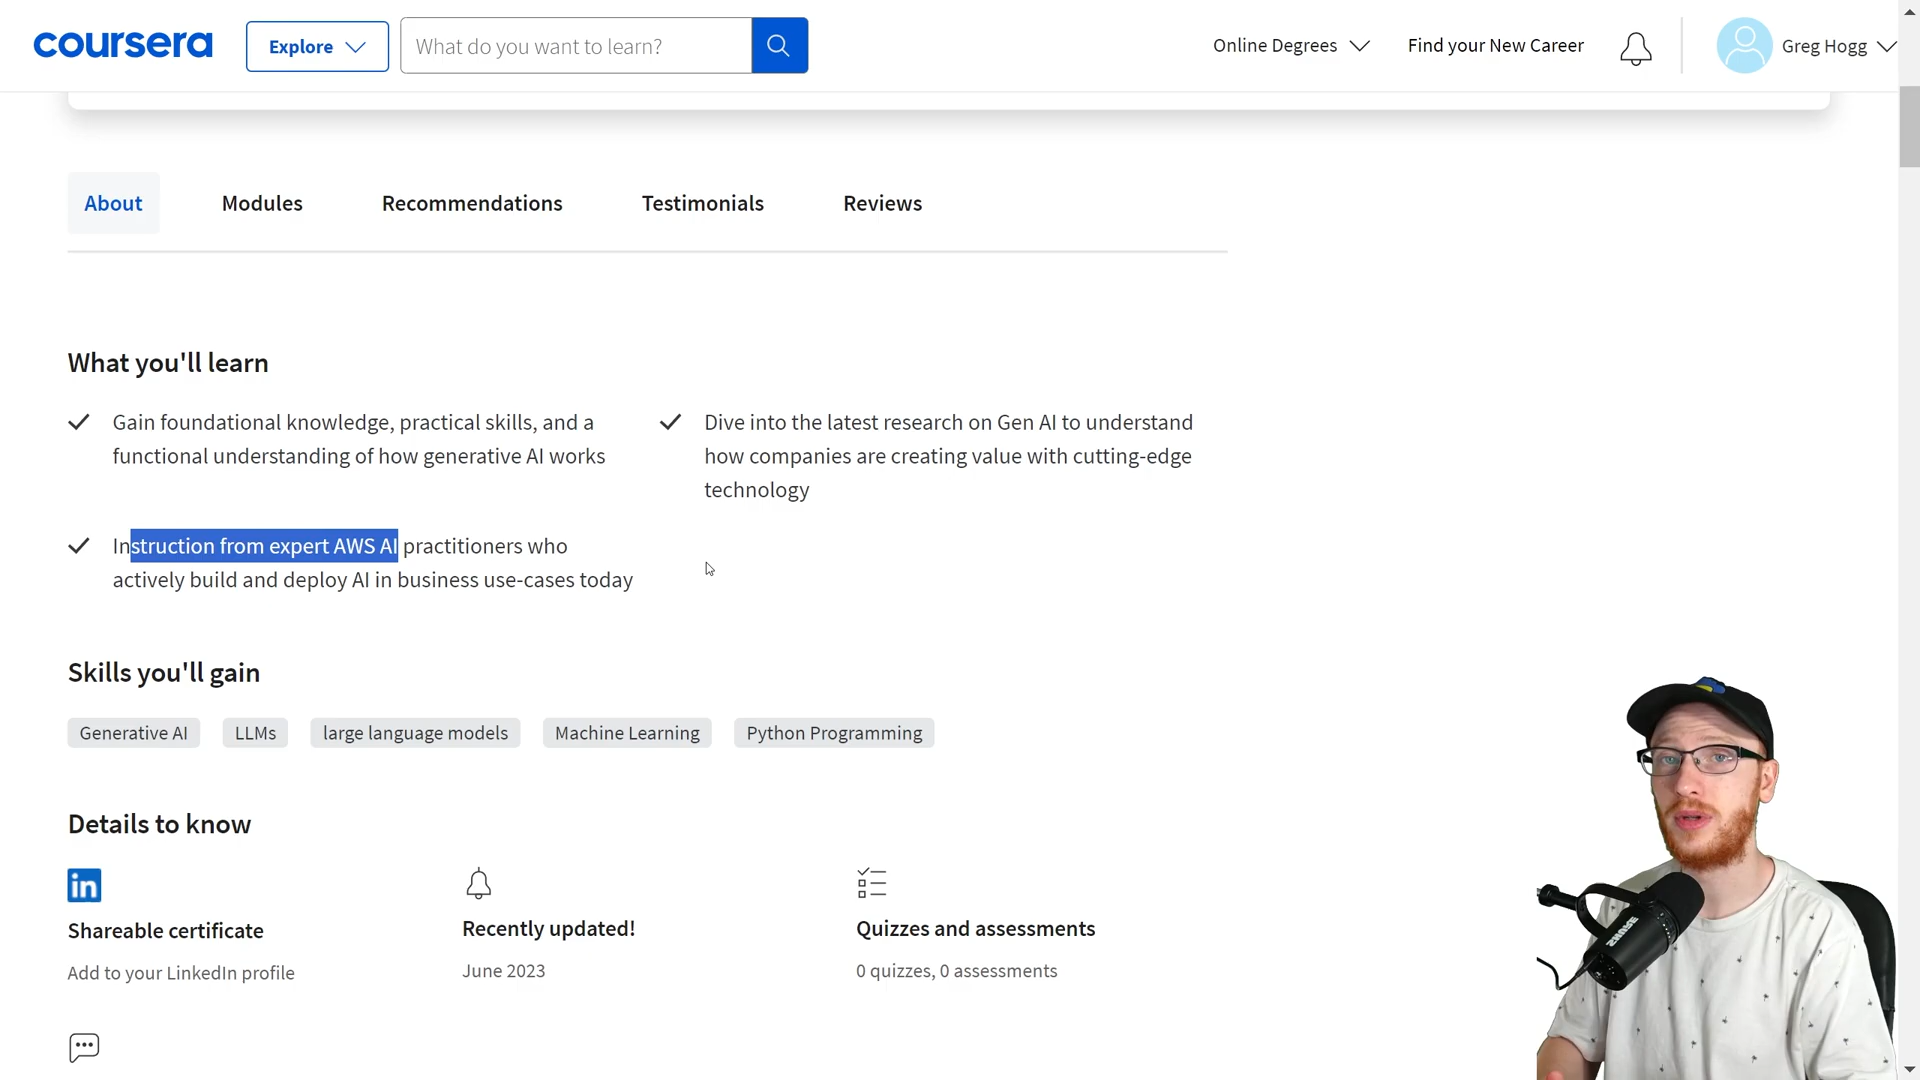 coursera
Explore
What do you want to learn?
Online Degrees
Find your New Career
Greg Hogg
About
Modules
Recommendations
Testimonials
Reviews
What you'll learn
Gain foundational knowledge, practical skills, and a
functional understanding of how generative AI works
Dive into the latest research on Gen AI to understand
how companies are creating value with cutting-edge
technology
Instruction from expert AWS AI practitioners who
actively build and deploy AI in business use-cases today
Skills you'll gain
Generative AI
LLMs
large language models
Machine Learning
Python Programming
Details to know
in
Shareable certificate
Add to your LinkedIn profile
Recently updated!
June 2023
Quizzes and assessments
0 quizzes, 0 assessments
SHURE